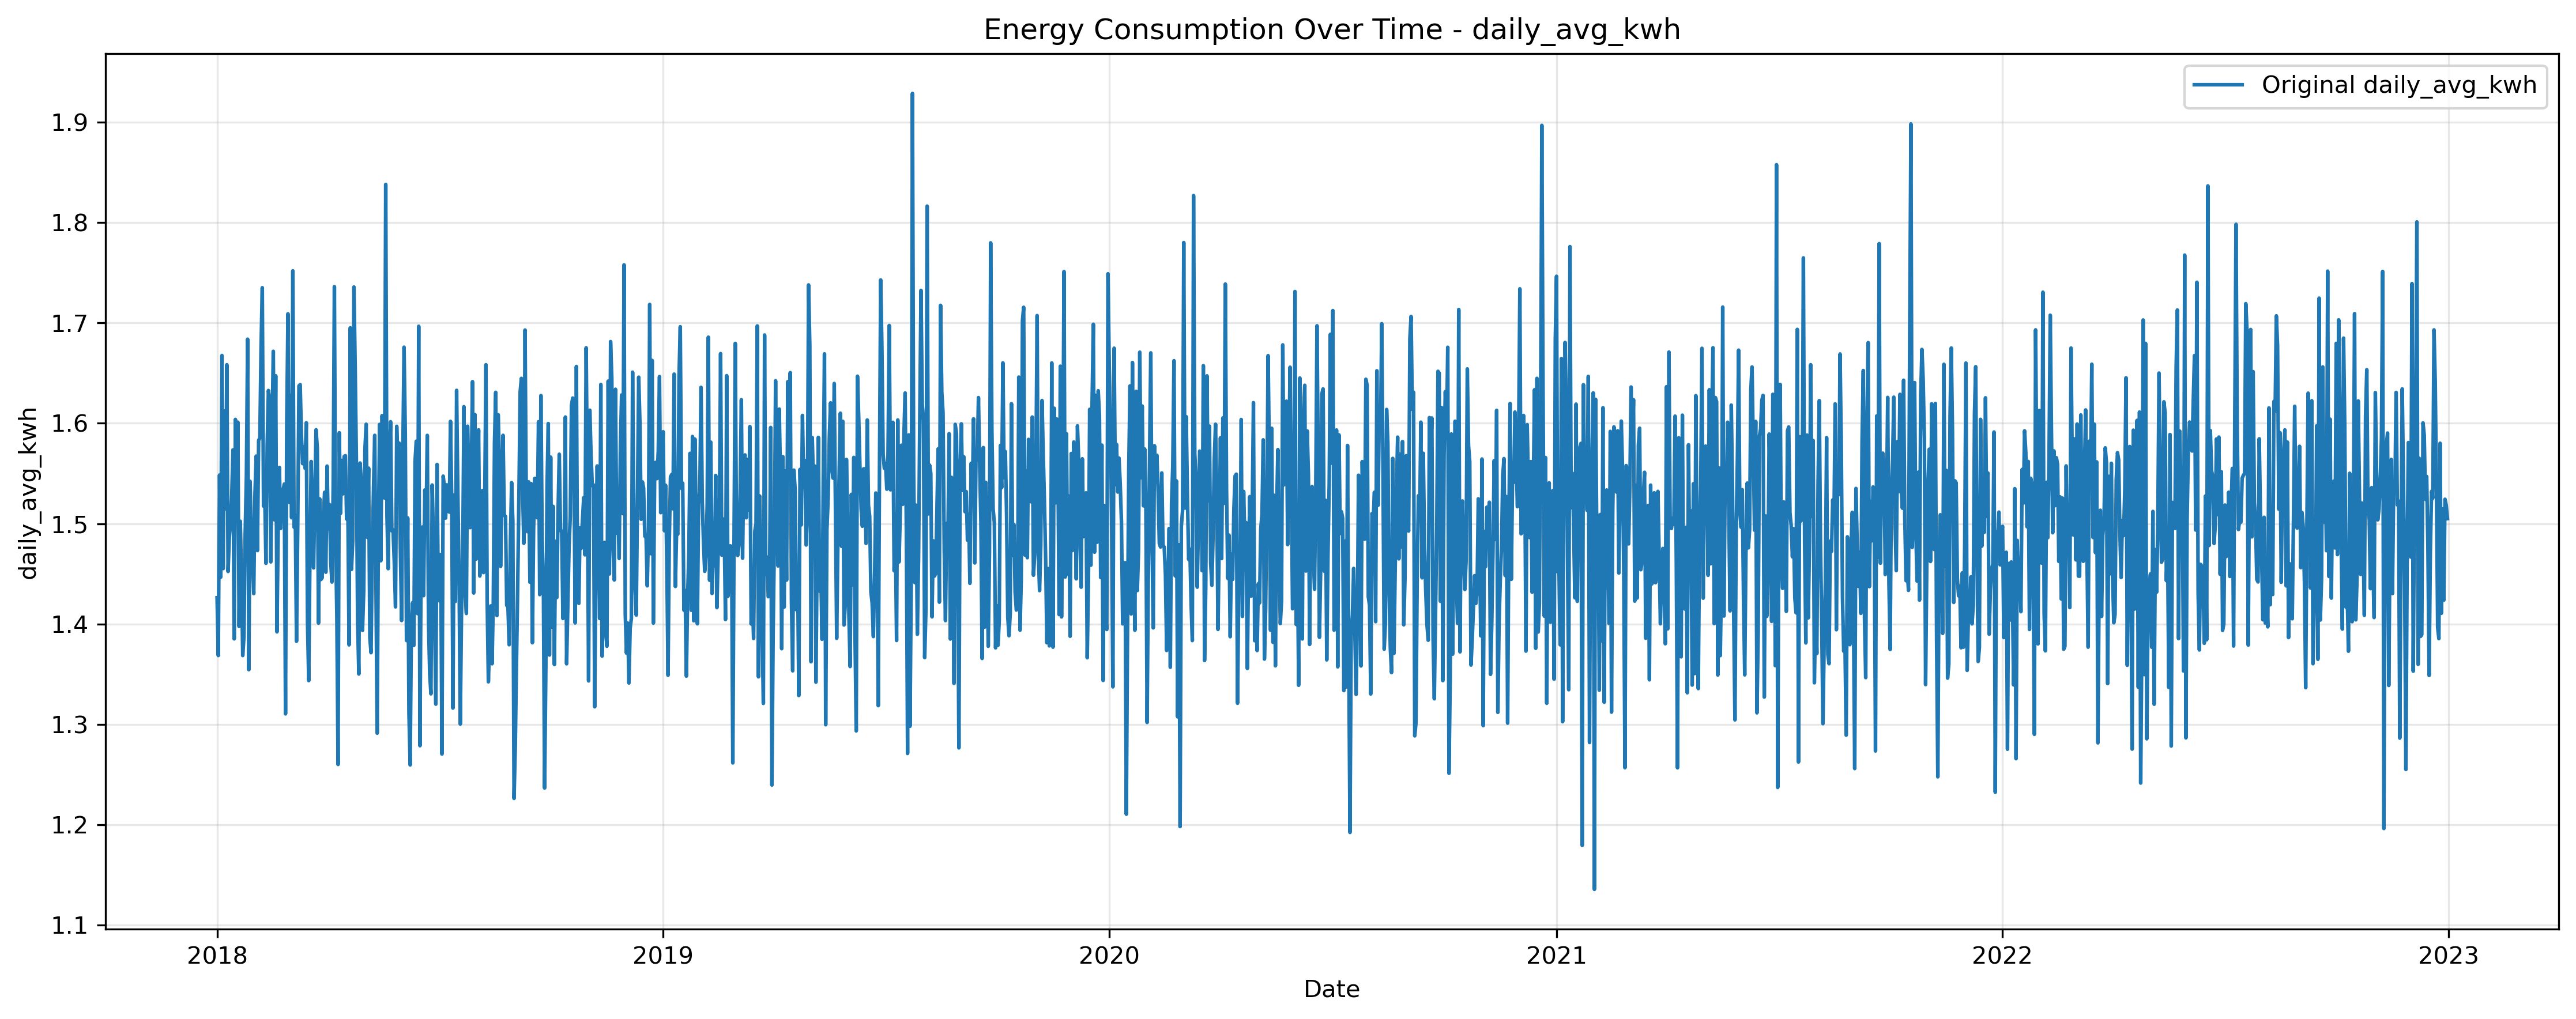 Energy Consumption Over Time - daily_avg_kwh
Original daily_avg_kwh
daily_avg_kwh
1.9
1.8
1.7
1.6
1.5
1.4
1.3
1.2
1.1
2018 2019 2020 2021 2022 2023
Date